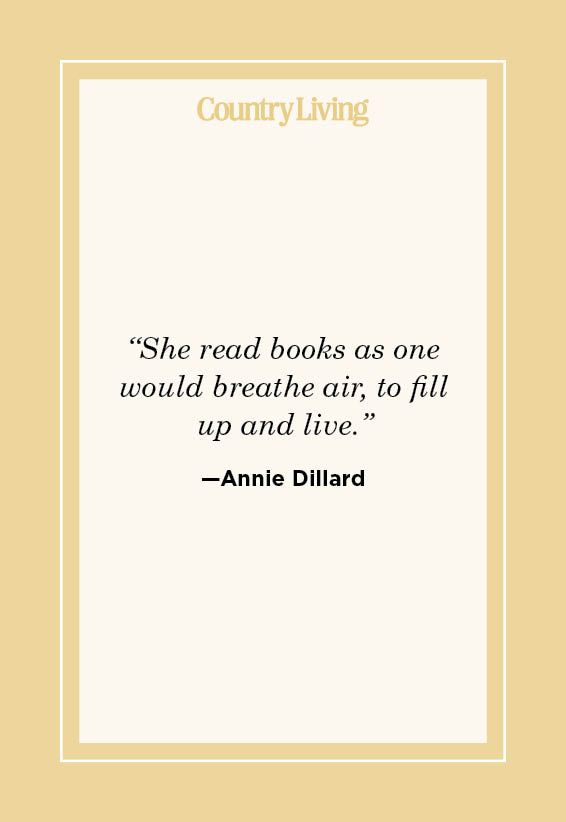 Country Living
“She read books as one
would breathe air, to fill
up and live.”
—Annie Dillard